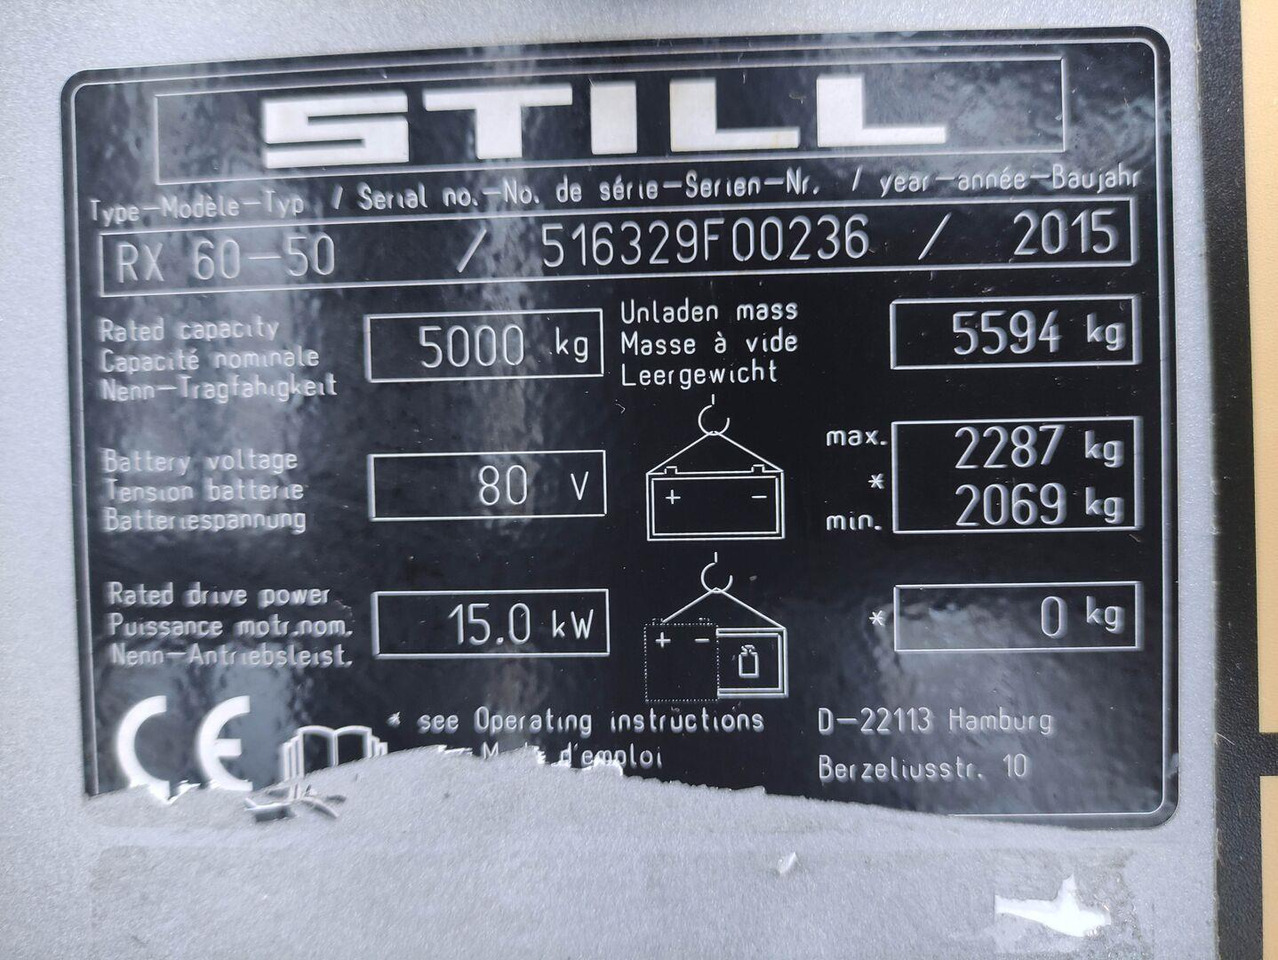 STILL
Type-Modèle-Typ / Serial no.-No. de série-Serien-Nr. / year-année-Baujahr
RX 60-50 / 516329F00236 / 2015
Rated capacity
Capacité nominale
Nenn-Tragfähigkeit
5000 kg
Unladen mass
Masse à vide
Leergewicht
5594 kg
Battery voltage
Tension batterie
Batteriespannung
80 V
+ -
max. 2287 kg
*
min. 2069 kg
Rated drive power
Puissance motr.nom.
Nenn-Antriebsleist.
15.0 kW
+ -
* 0 kg
CE
* see Operating instructions
d'emploi
D-22113 Hamburg
Berzeliusstr. 10